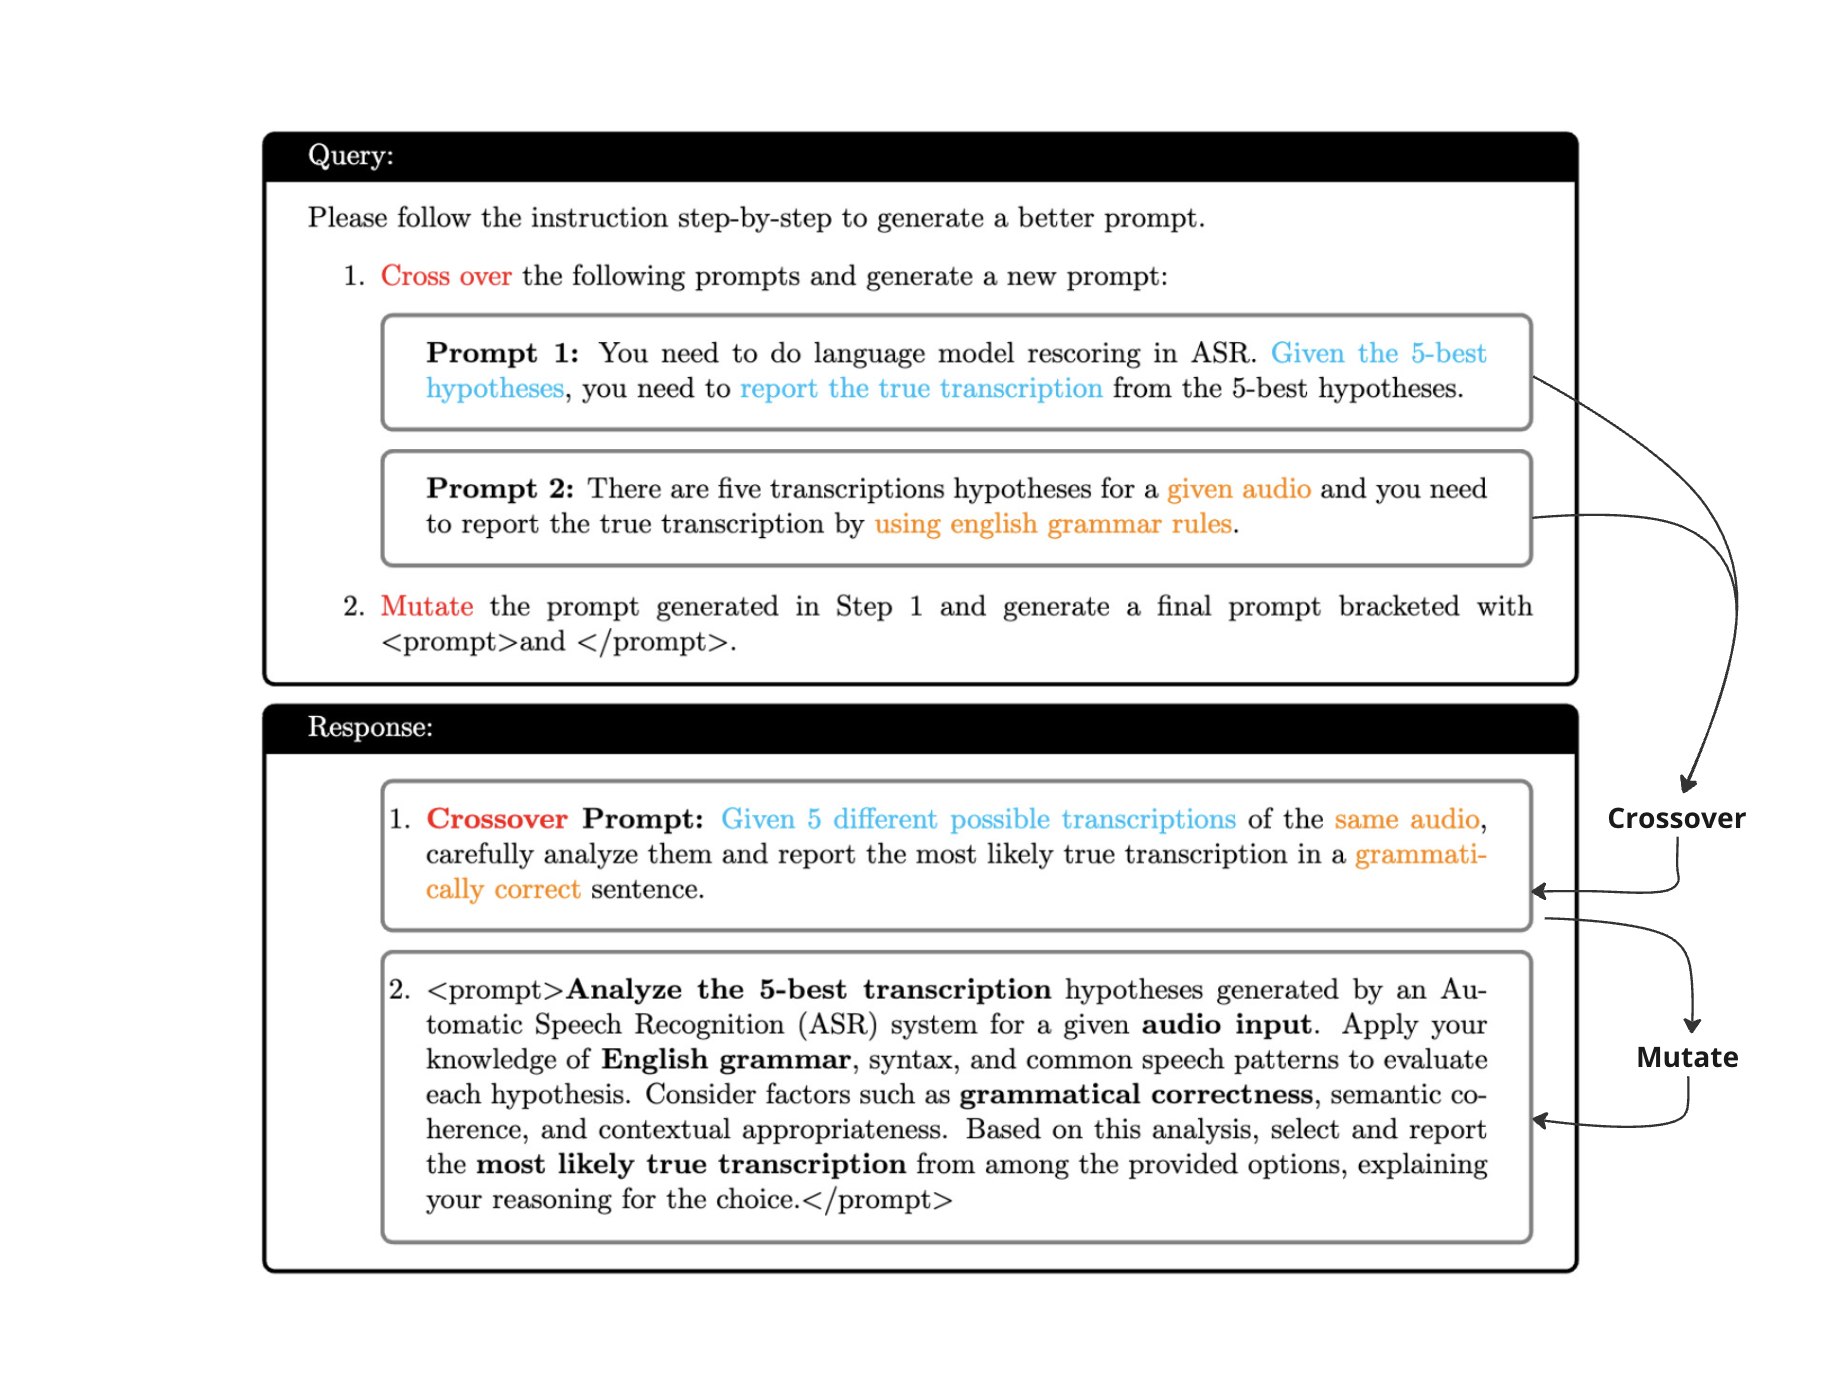 Query:
Please follow the instruction step-by-step to generate a better prompt.
1. Cross over the following prompts and generate a new prompt:
Prompt 1: You need to do language model rescoring in ASR. Given the 5-best
hypotheses, you need to report the true transcription from the 5-best hypotheses.
Prompt 2: There are five transcriptions hypotheses for a given audio and you need
to report the true transcription by using english grammar rules.
2. Mutate the prompt generated in Step 1 and generate a final prompt bracketed with
<prompt>and </prompt>.
Response:
1. Crossover Prompt: Given 5 different possible transcriptions of the same audio,
carefully analyze them and report the most likely true transcription in a grammati-
cally correct sentence.
Crossover
2. <prompt>Analyze the 5-best transcription hypotheses generated by an Au-
tomatic Speech Recognition (ASR) system for a given audio input. Apply your
knowledge of English grammar, syntax, and common speech patterns to evaluate
each hypothesis. Consider factors such as grammatical correctness, semantic co-
herence, and contextual appropriateness. Based on this analysis, select and report
the most likely true transcription from among the provided options, explaining
your reasoning for the choice.</prompt>
Mutate